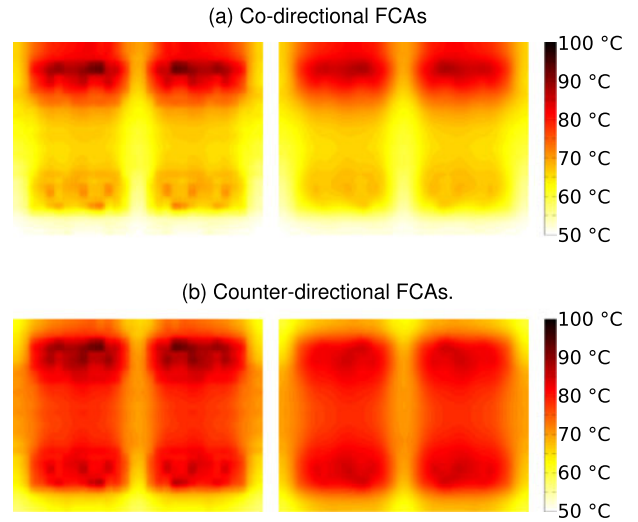 (a) Co-directional FCAs
100 °C
90 °C
80 °C
70 °C
60 °C
50 °C
(b) Counter-directional FCAs.
100 °C
90 °C
80 °C
70 °C
60 °C
50 °C